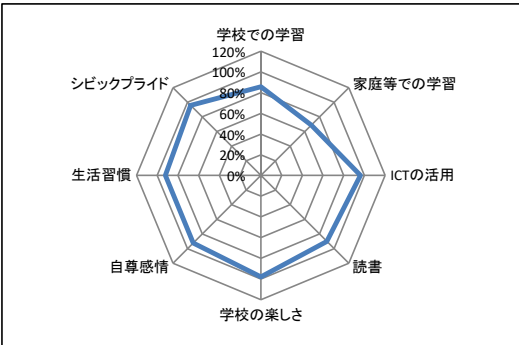 学校での学習
120%
100%
80%
60%
40%
20%
0%
家庭等での学習
ICTの活用
読書
学校の楽しさ
自尊感情
生活習慣
シビックプライド